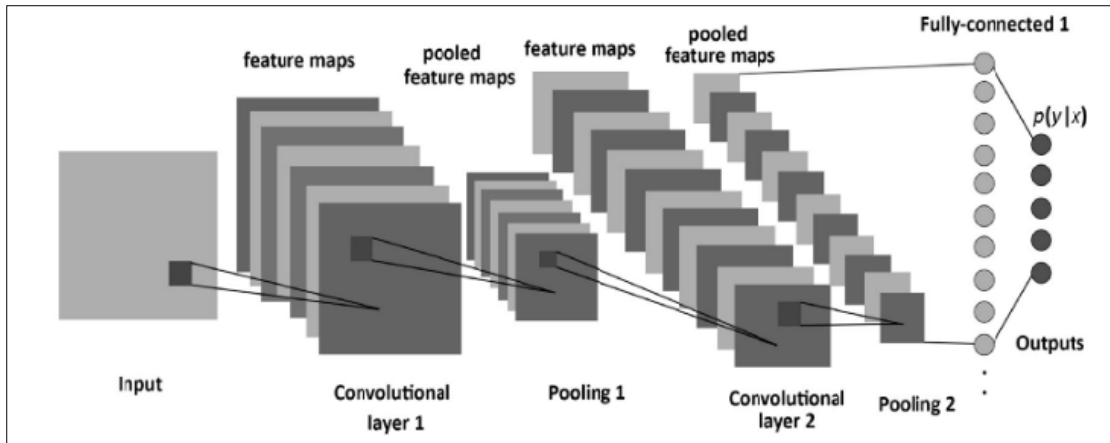 Fully-connected 1
feature maps
pooled
feature maps
feature maps
pooled
feature maps
p(y|x)
Input
Convolutional
layer 1
Pooling 1
Convolutional
layer 2
Pooling 2
Outputs